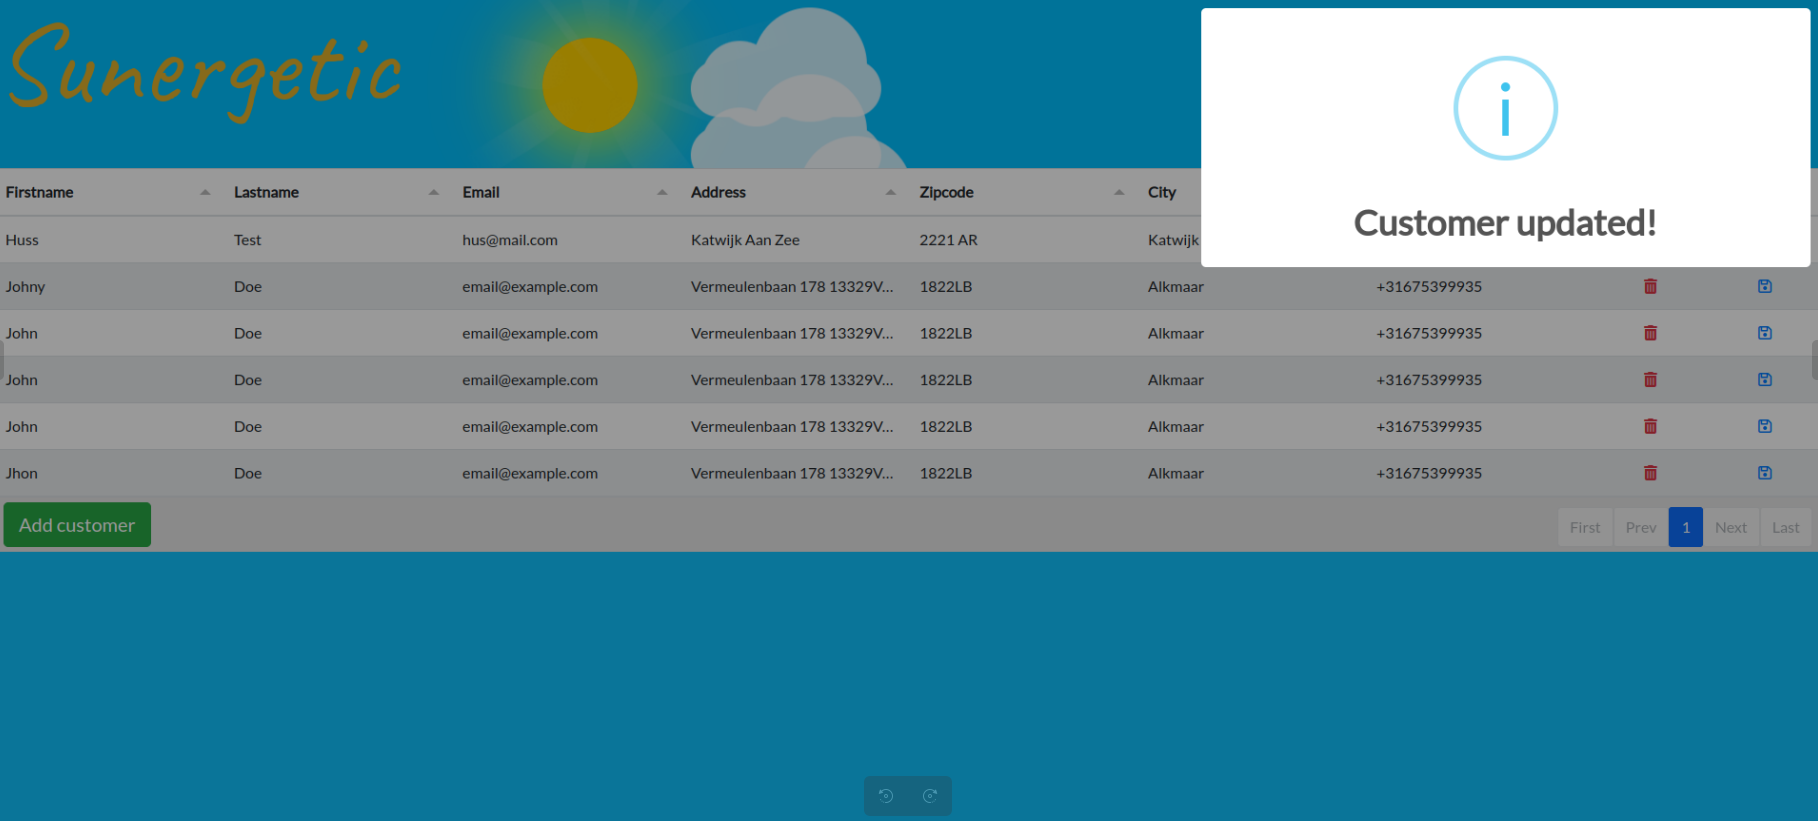 Sunergetic
Customer updated!
Firstname Lastname Email Address Zipcode City
Huss Test hus@mail.com Katwijk Aan Zee 2221 AR Katwijk
Johny Doe email@example.com Vermeulenbaan 178 13329V... 1822LB Alkmaar +31675399935
John Doe email@example.com Vermeulenbaan 178 13329V... 1822LB Alkmaar +31675399935
John Doe email@example.com Vermeulenbaan 178 13329V... 1822LB Alkmaar +31675399935
John Doe email@example.com Vermeulenbaan 178 13329V... 1822LB Alkmaar +31675399935
Jhon Doe email@example.com Vermeulenbaan 178 13329V... 1822LB Alkmaar +31675399935
Add customer First Prev 1 Next Last